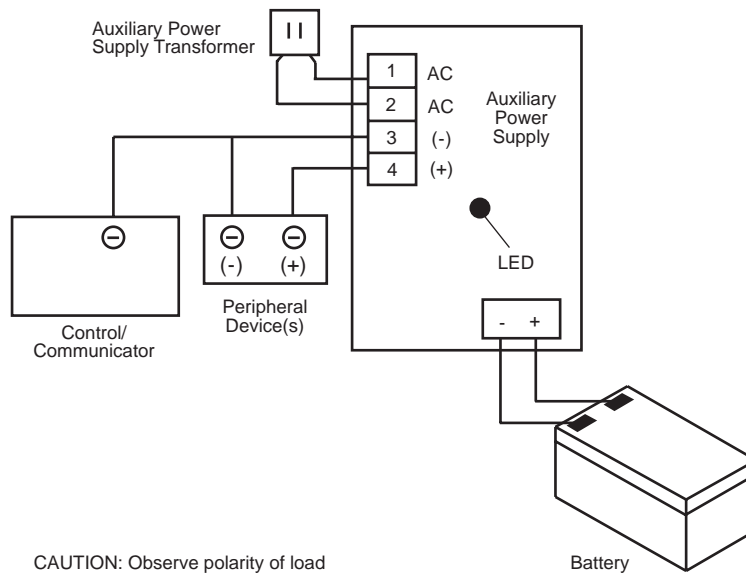 Auxiliary Power
Supply Transformer
1 AC
2 AC
3 (-)
4 (+)
Auxiliary
Power
Supply
LED
(-) (+)
Peripheral
Device(s)
Control/
Communicator
- +
CAUTION: Observe polarity of load
Battery